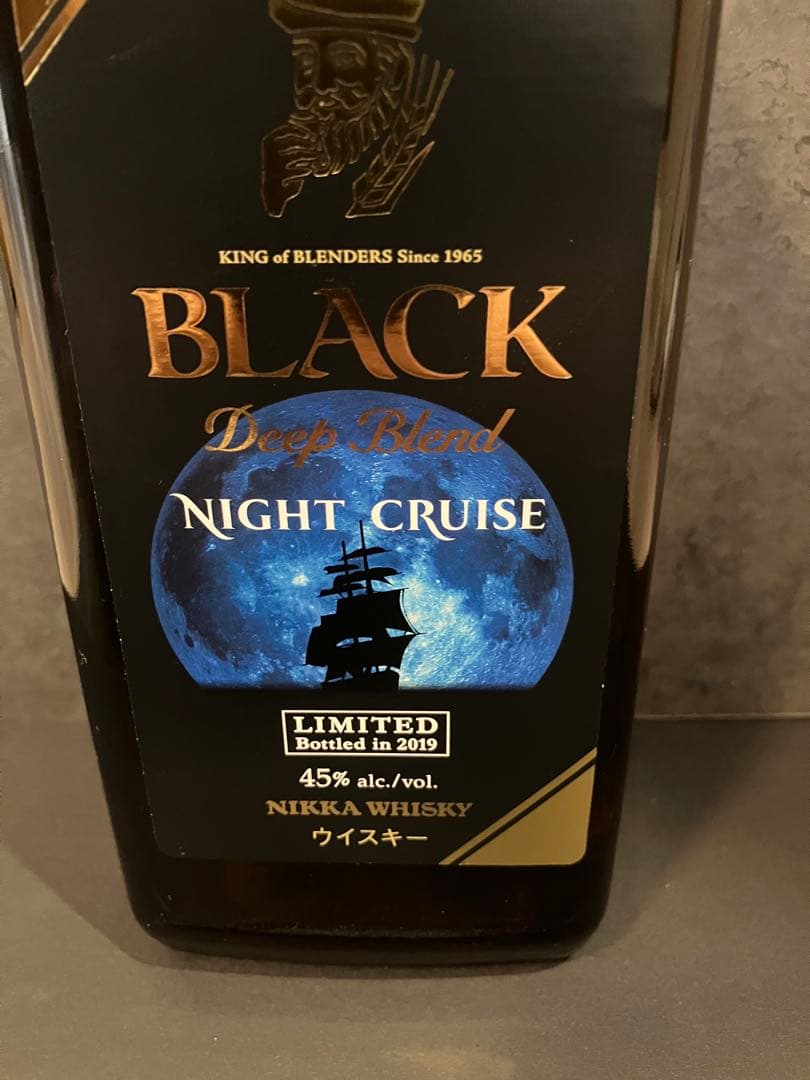 KING of BLENDERS Since 1965
BLACK
Deep Blend
NIGHT CRUISE
LIMITED
Bottled in 2019
45% alc./vol.
NIKKA WHISKY
ウイスキー